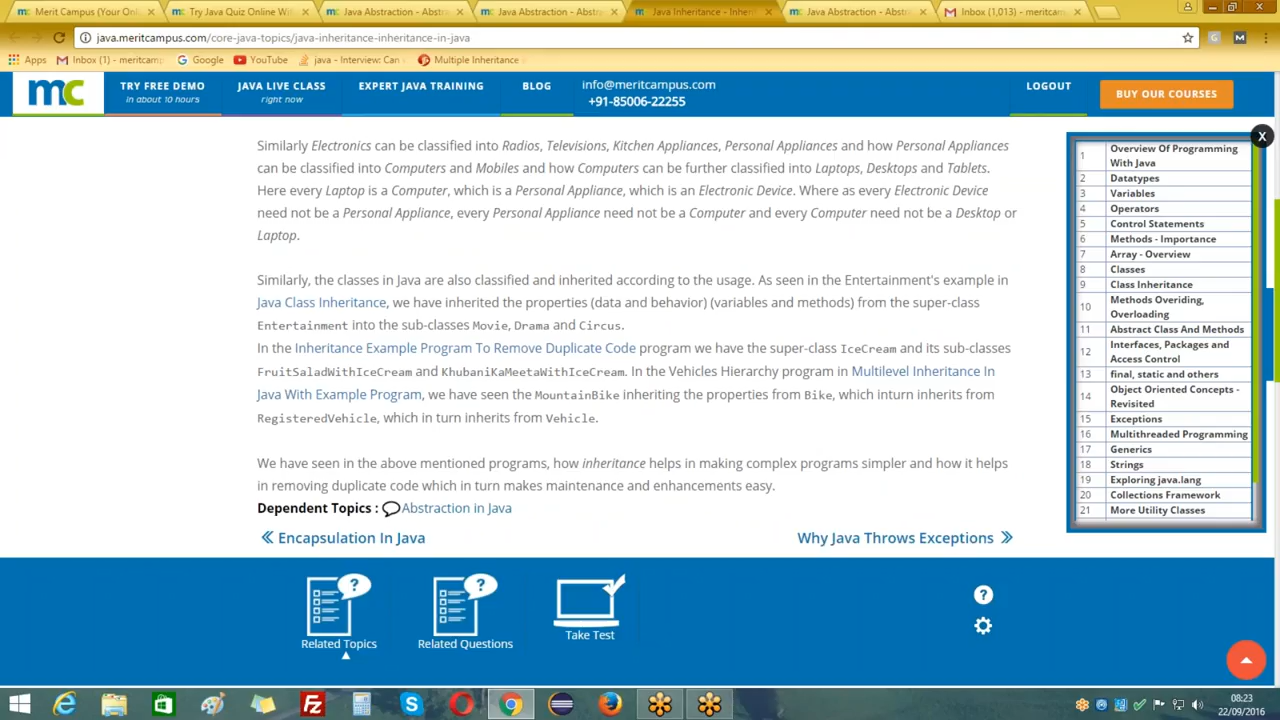 Merit Campus (Your Onl
Try Java Quiz Online Wit
Java Abstraction - Abstra
Java Abstraction - Abstra
Java Inheritance - Inheri
Java Abstraction - Abstra
Inbox (1,013) - meritcam
java.meritcampus.com/core-java-topics/java-inheritance-inheritance-in-java
Apps
Inbox (1) - meritcamp
Google
YouTube
java - Interview: Can
Multiple Inheritance
mc
TRY FREE DEMO
in about 10 hours
JAVA LIVE CLASS
right now
EXPERT JAVA TRAINING
BLOG
info@meritcampus.com
+91-85006-22255
LOGOUT
BUY OUR COURSES
Similarly Electronics can be classified into Radios, Televisions, Kitchen Appliances, Personal Appliances and how Personal Appliances
can be classified into Computers and Mobiles and how Computers can be further classified into Laptops, Desktops and Tablets.
Here every Laptop is a Computer, which is a Personal Appliance, which is an Electronic Device. Where as every Electronic Device
need not be a Personal Appliance, every Personal Appliance need not be a Computer and every Computer need not be a Desktop or
Laptop.
Similarly, the classes in Java are also classified and inherited according to the usage. As seen in the Entertainment's example in
Java Class Inheritance, we have inherited the properties (data and behavior) (variables and methods) from the super-class
Entertainment into the sub-classes Movie, Drama and Circus.
In the Inheritance Example Program To Remove Duplicate Code program we have the super-class IceCream and its sub-classes
FruitSaladWithIceCream and KhubaniKaMeetaWithIceCream. In the Vehicles Hierarchy program in Multilevel Inheritance In
Java With Example Program, we have seen the MountainBike inheriting the properties from Bike, which inturn inherits from
RegisteredVehicle, which in turn inherits from Vehicle.
We have seen in the above mentioned programs, how inheritance helps in making complex programs simpler and how it helps
in removing duplicate code which in turn makes maintenance and enhancements easy.
Dependent Topics : Abstraction in Java
Encapsulation In Java
Why Java Throws Exceptions
X
1 Overview Of Programming
With Java
2 Datatypes
3 Variables
4 Operators
5 Control Statements
6 Methods - Importance
7 Array - Overview
8 Classes
9 Class Inheritance
10 Methods Overiding,
Overloading
11 Abstract Class And Methods
12 Interfaces, Packages and
Access Control
13 final, static and others
14 Object Oriented Concepts -
Revisited
15 Exceptions
16 Multithreaded Programming
17 Generics
18 Strings
19 Exploring java.lang
20 Collections Framework
21 More Utility Classes
Related Topics
Related Questions
Take Test
08:23
22/09/2016